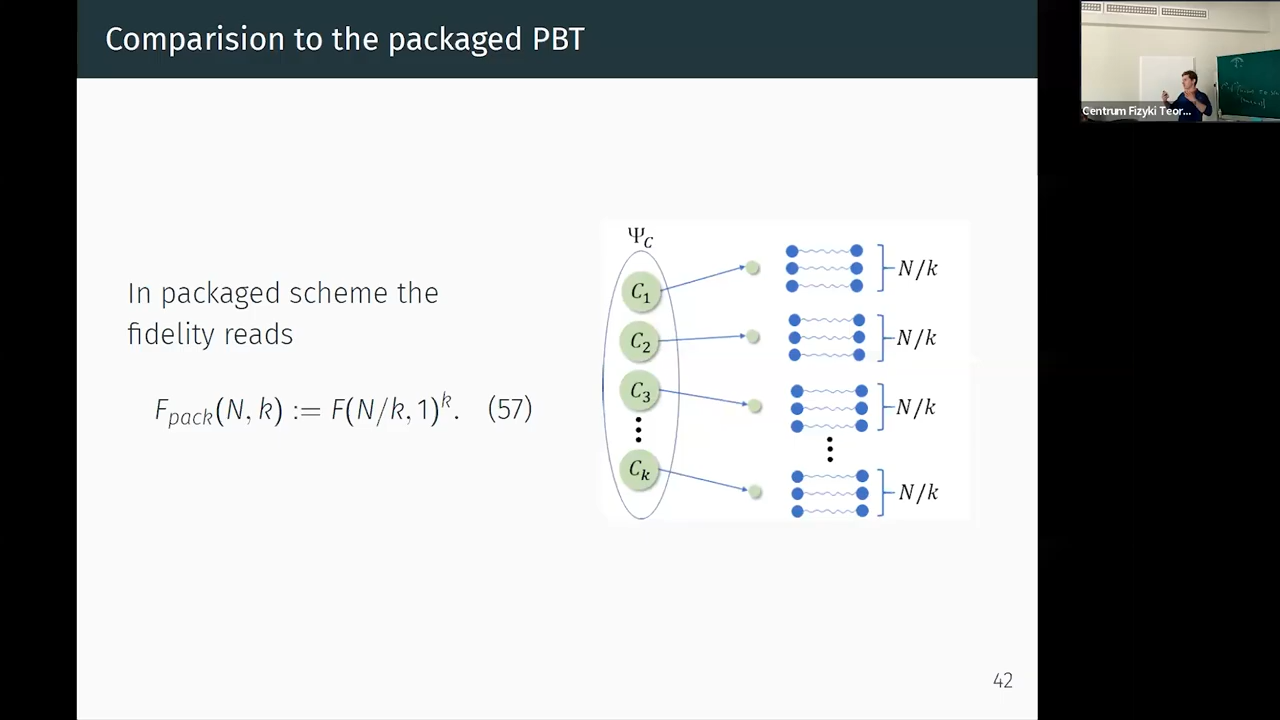 Comparision to the packaged PBT
Centrum Fizyki Teor...
In packaged scheme the
fidelity reads
F_pack(N, k) := F(N/k, 1)^k. (57)
Ψ_C
C_1
C_2
C_3
C_k
N/k
N/k
N/k
N/k
42